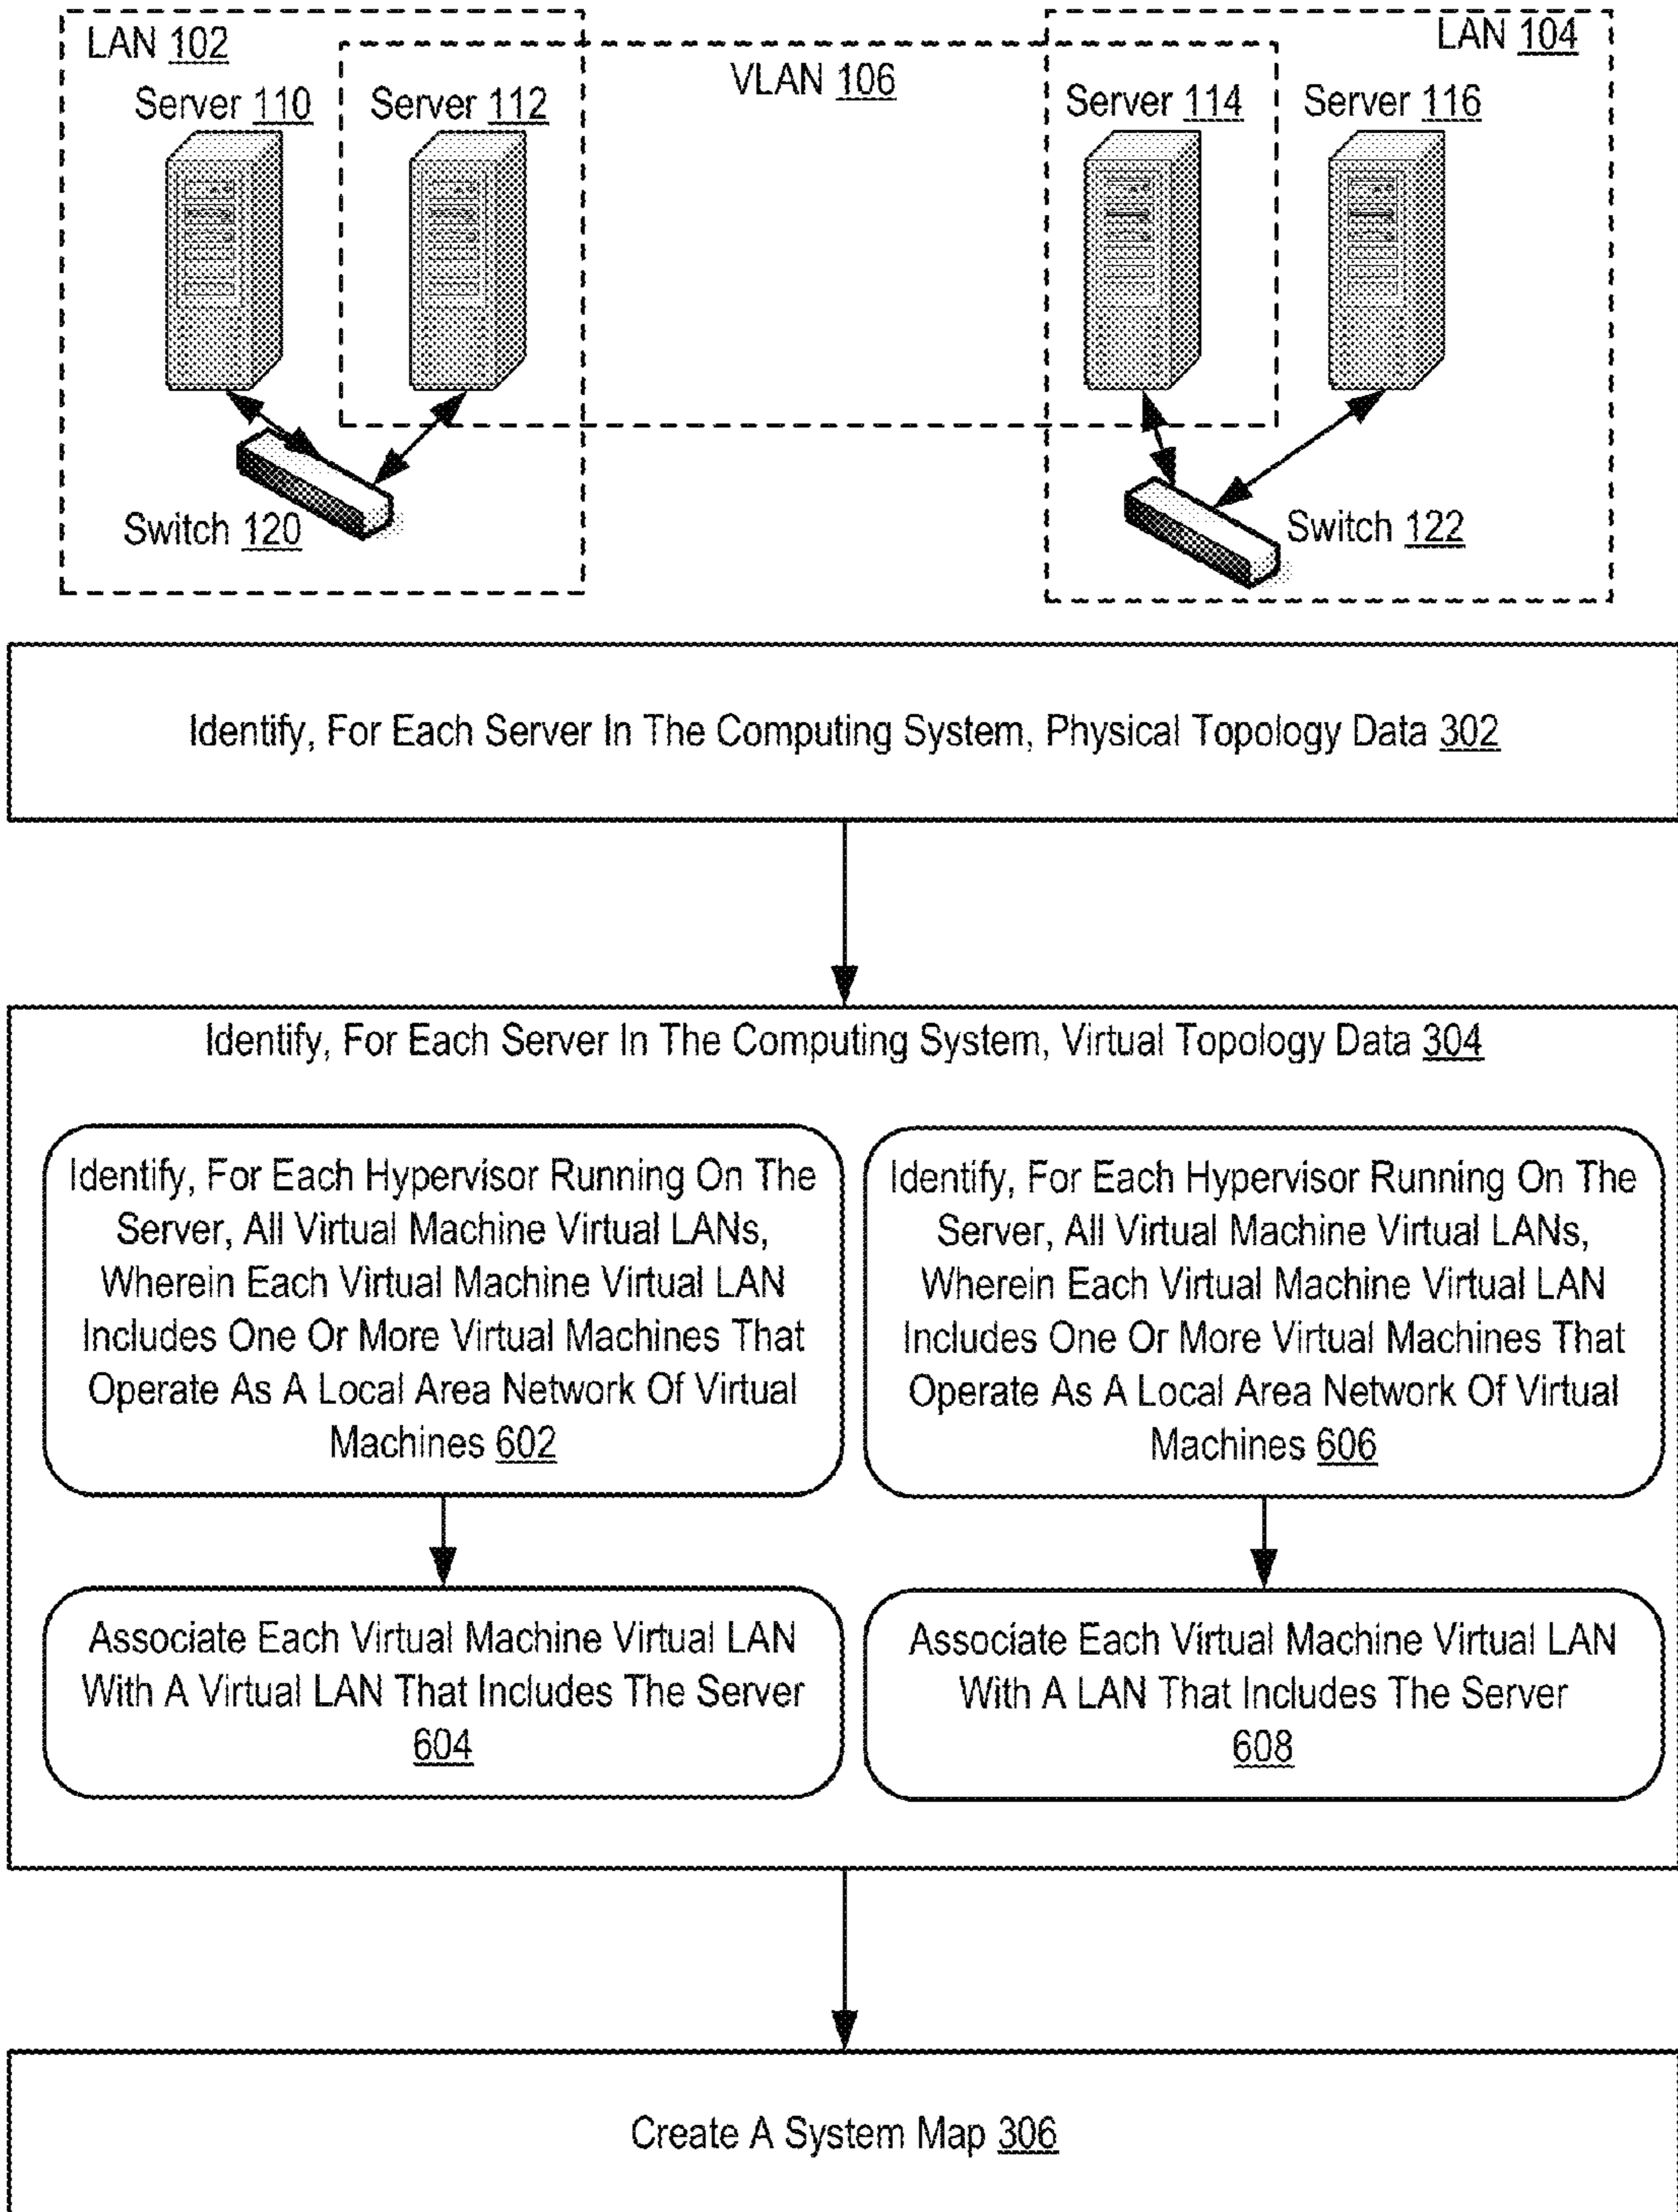 LAN 102
LAN 104
VLAN 106
Server 110
Server 112
Server 114
Server 116
Switch 120
Switch 122
Identify, For Each Server In The Computing System, Physical Topology Data 302
Identify, For Each Server In The Computing System, Virtual Topology Data 304
Identify, For Each Hypervisor Running On The
Server, All Virtual Machine Virtual LANs,
Wherein Each Virtual Machine Virtual LAN
Includes One Or More Virtual Machines That
Operate As A Local Area Network Of Virtual
Machines 602
Identify, For Each Hypervisor Running On The
Server, All Virtual Machine Virtual LANs,
Wherein Each Virtual Machine Virtual LAN
Includes One Or More Virtual Machines That
Operate As A Local Area Network Of Virtual
Machines 606
Associate Each Virtual Machine Virtual LAN
With A Virtual LAN That Includes The Server
604
Associate Each Virtual Machine Virtual LAN
With A LAN That Includes The Server
608
Create A System Map 306